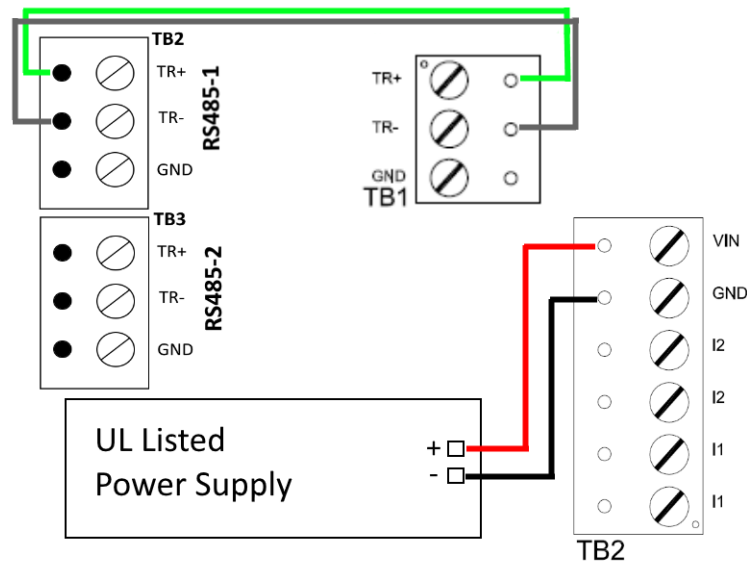 TB2
TR+
TR-
GND
RS485-1
TB3
TR+
TR-
GND
RS485-2
TR+
TR-
GND
TB1
VIN
GND
I2
I2
I1
I1
TB2
UL Listed
Power Supply
+
-